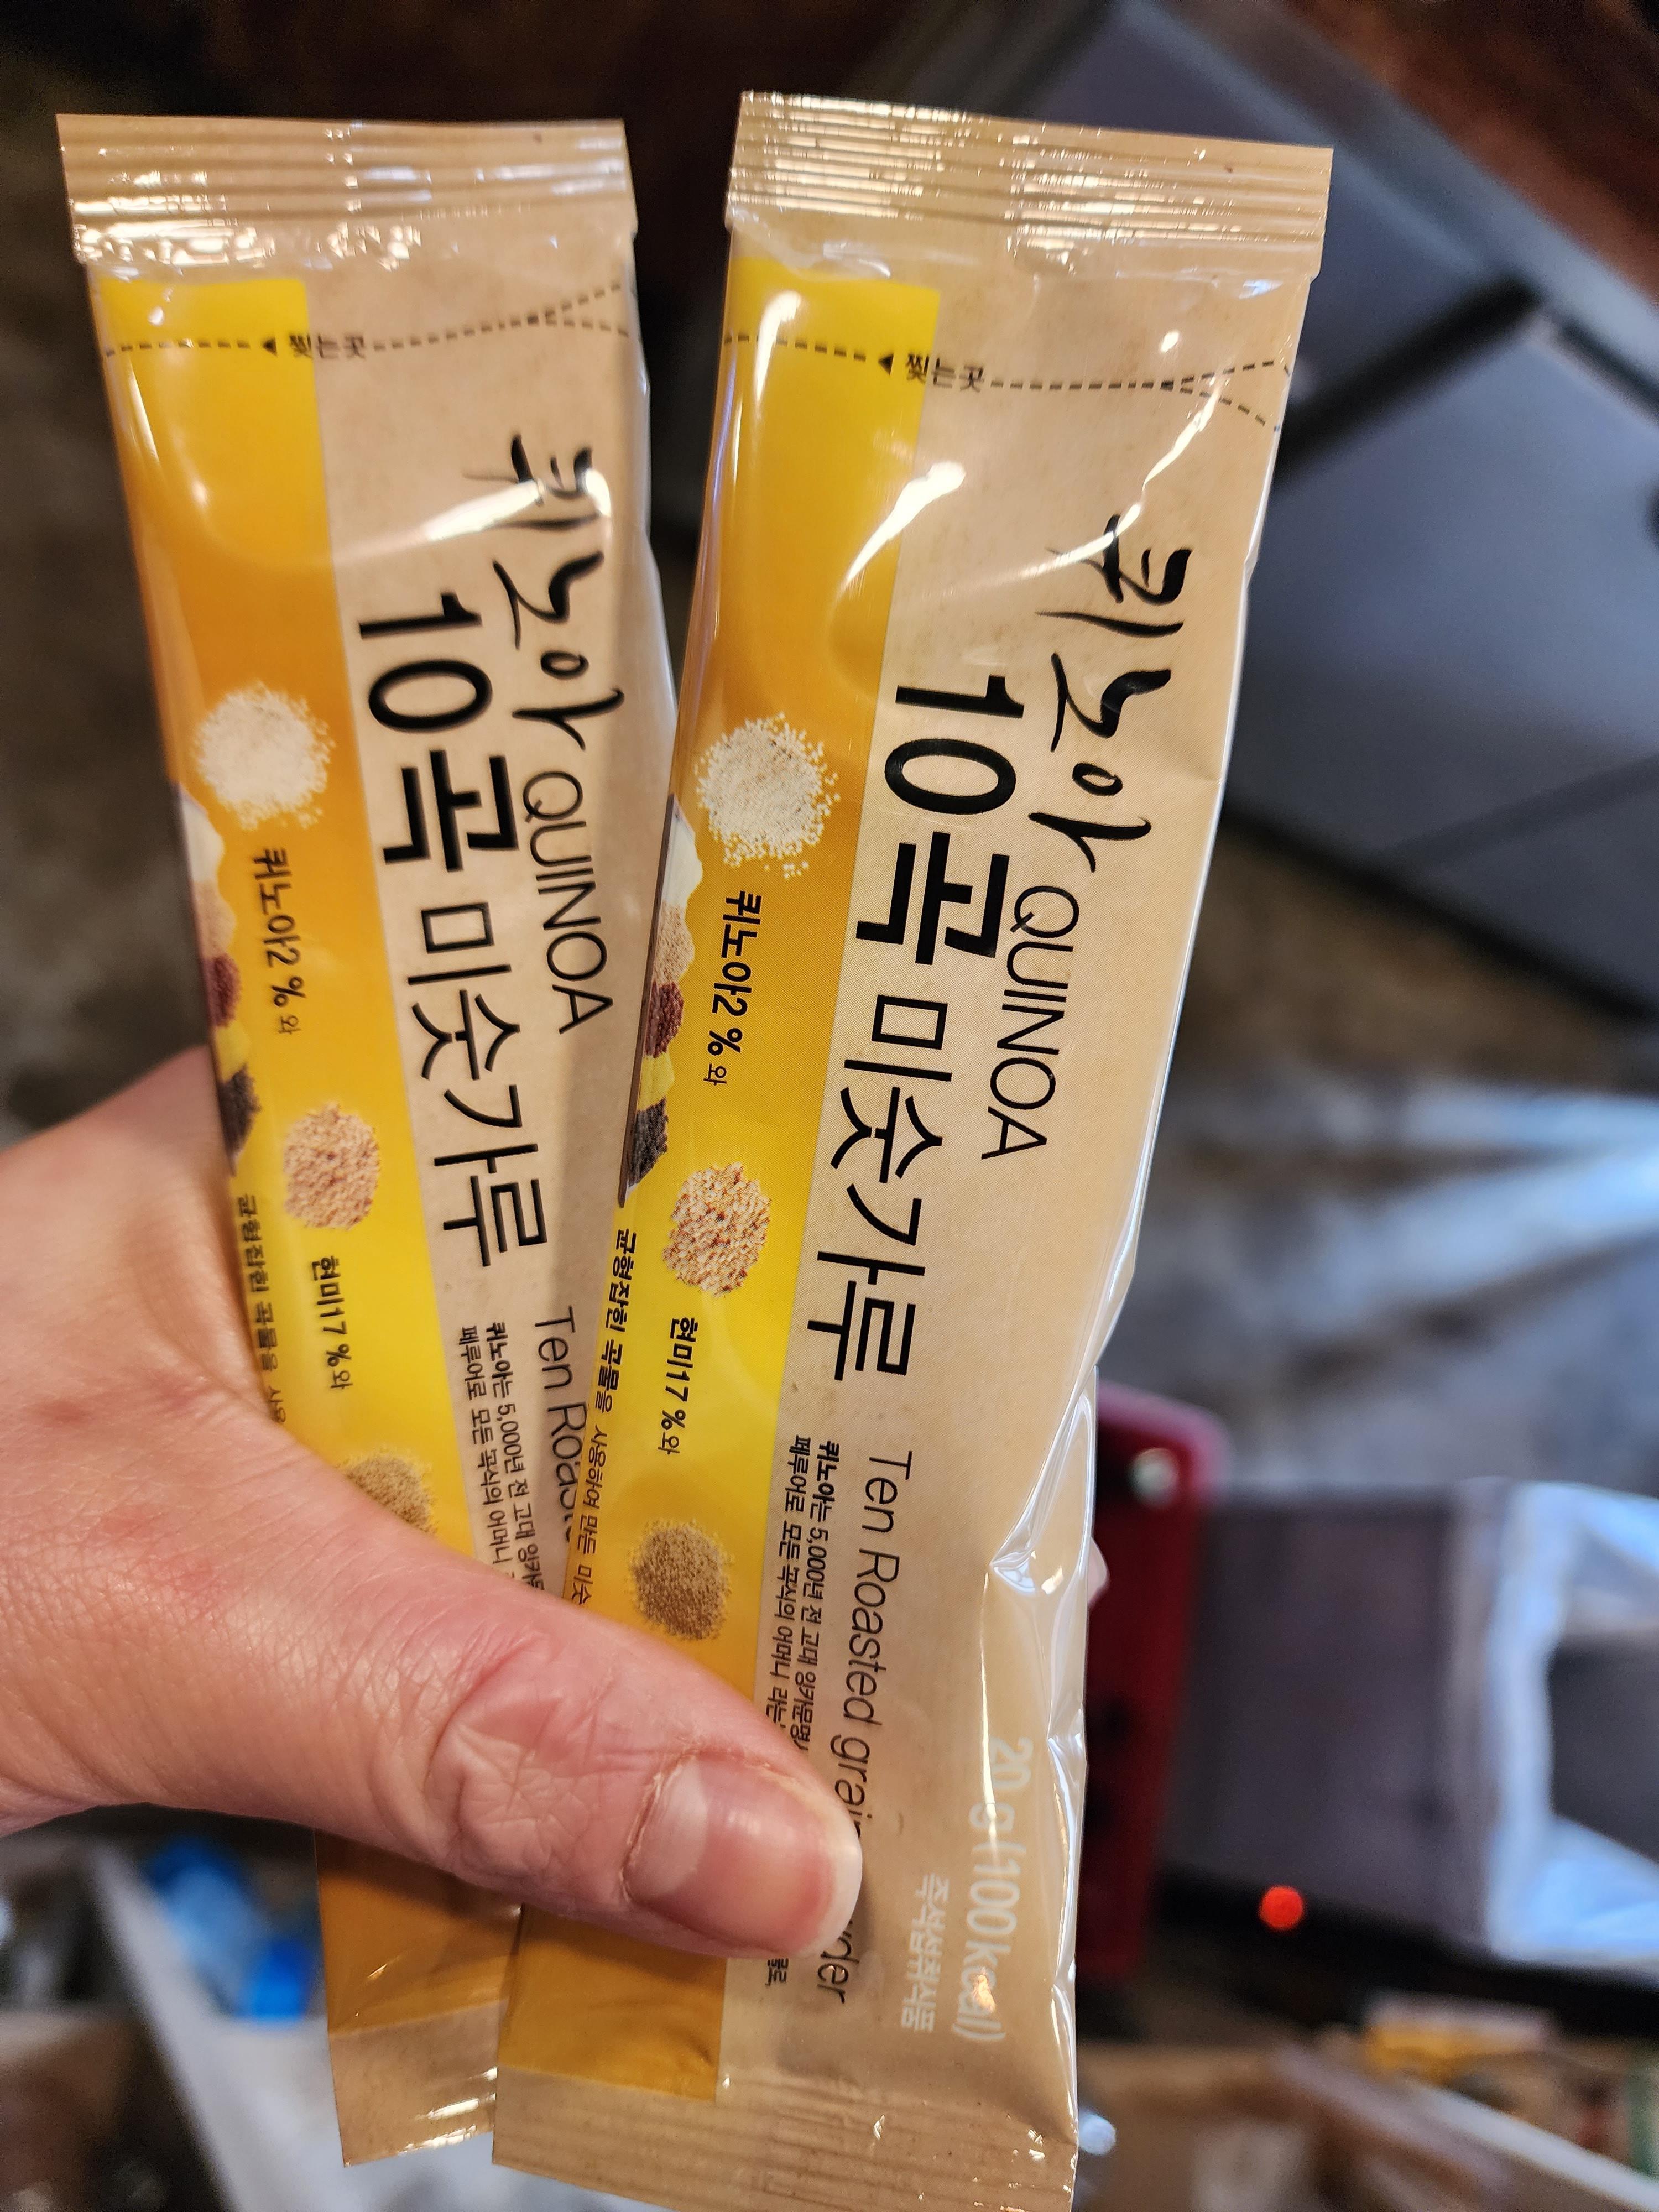 찢는곳
퀴노아 QUINOA
10곡 미숫가루
Ten Roas
퀴노아는 5,000년 전 고대 잉카
페루어로 모든 곡식의 어머니
퀴노아2 % 와
현미17 % 와
균형잡힌 곡물을
찢는곳
퀴노아 QUINOA
10곡 미숫가루
Ten Roasted grain
퀴노아는 5,000년 전 고대 잉카문명
페루어로 모든 곡식의 어머니 라는
20 g (100 kcal)
즉석섭취식품
퀴노아2 % 와
현미17 % 와
균형잡힌 곡물을 사용하여 만든 미숫